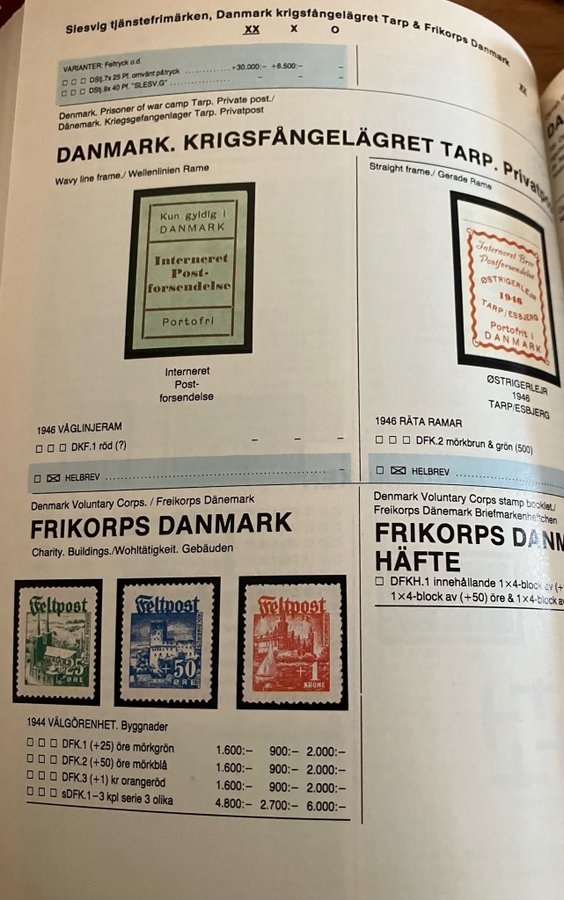 Slesvig tjänstefrimärken, Danmark krigsfångelägret Tarp & Frikorps Danmark
XX X O
XX
VARIANTER: Feltryck o.d.
□ □ □ DStj.7x 25 Pf. omvänt påtryck .................. +30.000:– +6.500:– –
□ □ □ DStj.9x 40 Pf. "SLESV.G" .................. – – –
Denmark. Prisoner of war camp Tarp. Private post./
Dänemark. Kriegsgefangenlager Tarp. Privatpost
DANMARK. KRIGSFÅNGELÄGRET TARP. Privatpost
Wavy line frame./ Wellenlinien Rame
Kun gyldig i
DANMARK
Interneret
Post-
forsendelse
Portofri
Interneret
Post-
forsendelse
1946 VÅGLINJERAM
□ □ □ DKF.1 röd (?) – – –
□ ✉ HELBREV .................. –
Straight frame./ Gerade Rame
Interneret Brev
Postforsendelse
ØSTRIGERLEJR
1946
TARP/ESBJERG
Portofrit i
DANMARK
ØSTRIGERLEJR
1946
TARP/ESBJERG
1946 RÄTA RAMAR
□ □ □ DFK.2 mörkbrun & grön (500)
□ ✉ HELBREV ..................
Denmark Voluntary Corps. / Freikorps Dänemark
FRIKORPS DANMARK
Charity. Buildings./Wohltätigkeit. Gebäuden
Feltpost
+25
ØRE
Feltpost
+50
ØRE
Feltpost
+1
KRONE
1944 VÄLGÖRENHET. Byggnader
□ □ □ DFK.1 (+25) öre mörkgrön 1.600:– 900:– 2.000:–
□ □ □ DFK.2 (+50) öre mörkblå 1.600:– 900:– 2.000:–
□ □ □ DFK.3 (+1) kr orangeröd 1.600:– 900:– 2.000:–
□ □ □ sDFK.1–3 kpl serie 3 olika 4.800:– 2.700:– 6.000:–
Denmark Voluntary Corps stamp booklet./
Freikorps Dänemark Briefmarkenheftchen
FRIKORPS DANM
HÄFTE
□ DFKH.1 innehållande 1×4-block av (+
1×4-block av (+50) öre & 1×4-block av
DA